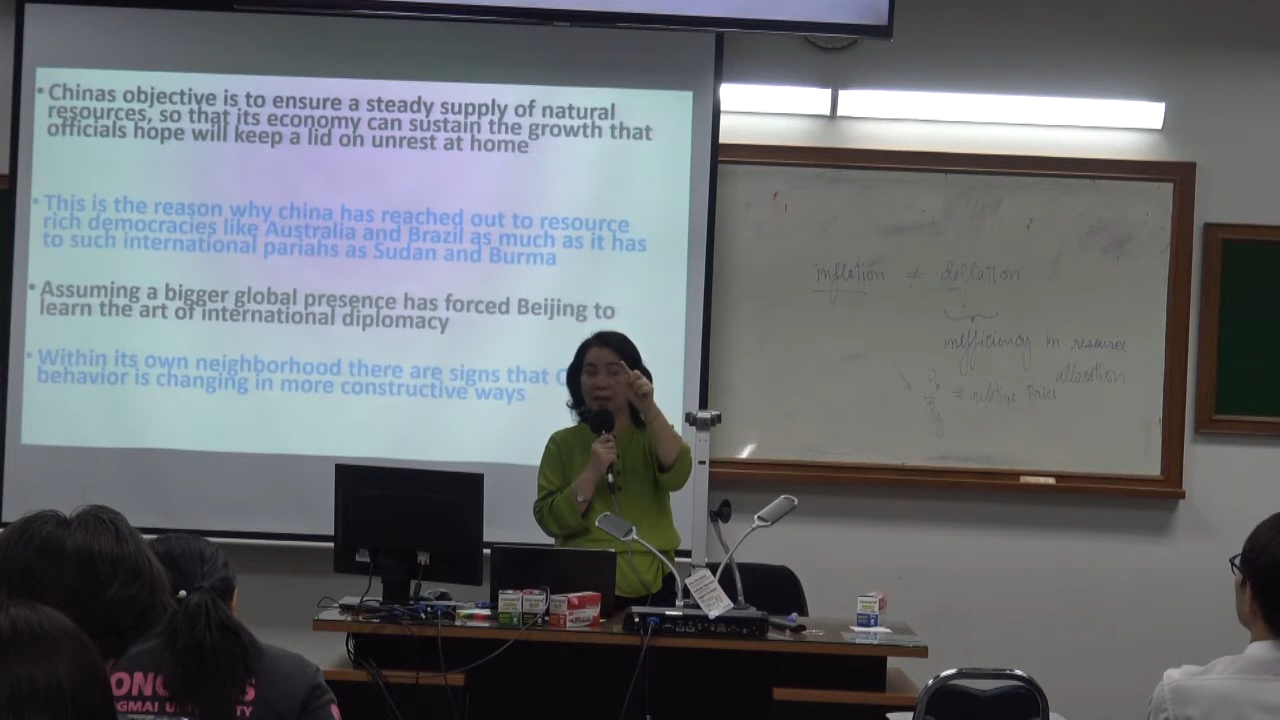 • Chinas objective is to ensure a steady supply of natural
resources, so that its economy can sustain the growth that
officials hope will keep a lid on unrest at home
• This is the reason why china has reached out to resource
rich democracies like Australia and Brazil as much as it has
to such international pariahs as Sudan and Burma
• Assuming a bigger global presence has forced Beijing to
learn the art of international diplomacy
• Within its own neighborhood there are signs that
behavior is changing in more constructive ways
inflation ≠ deflation
inefficiency in resource
allocation
⇒ relative Price